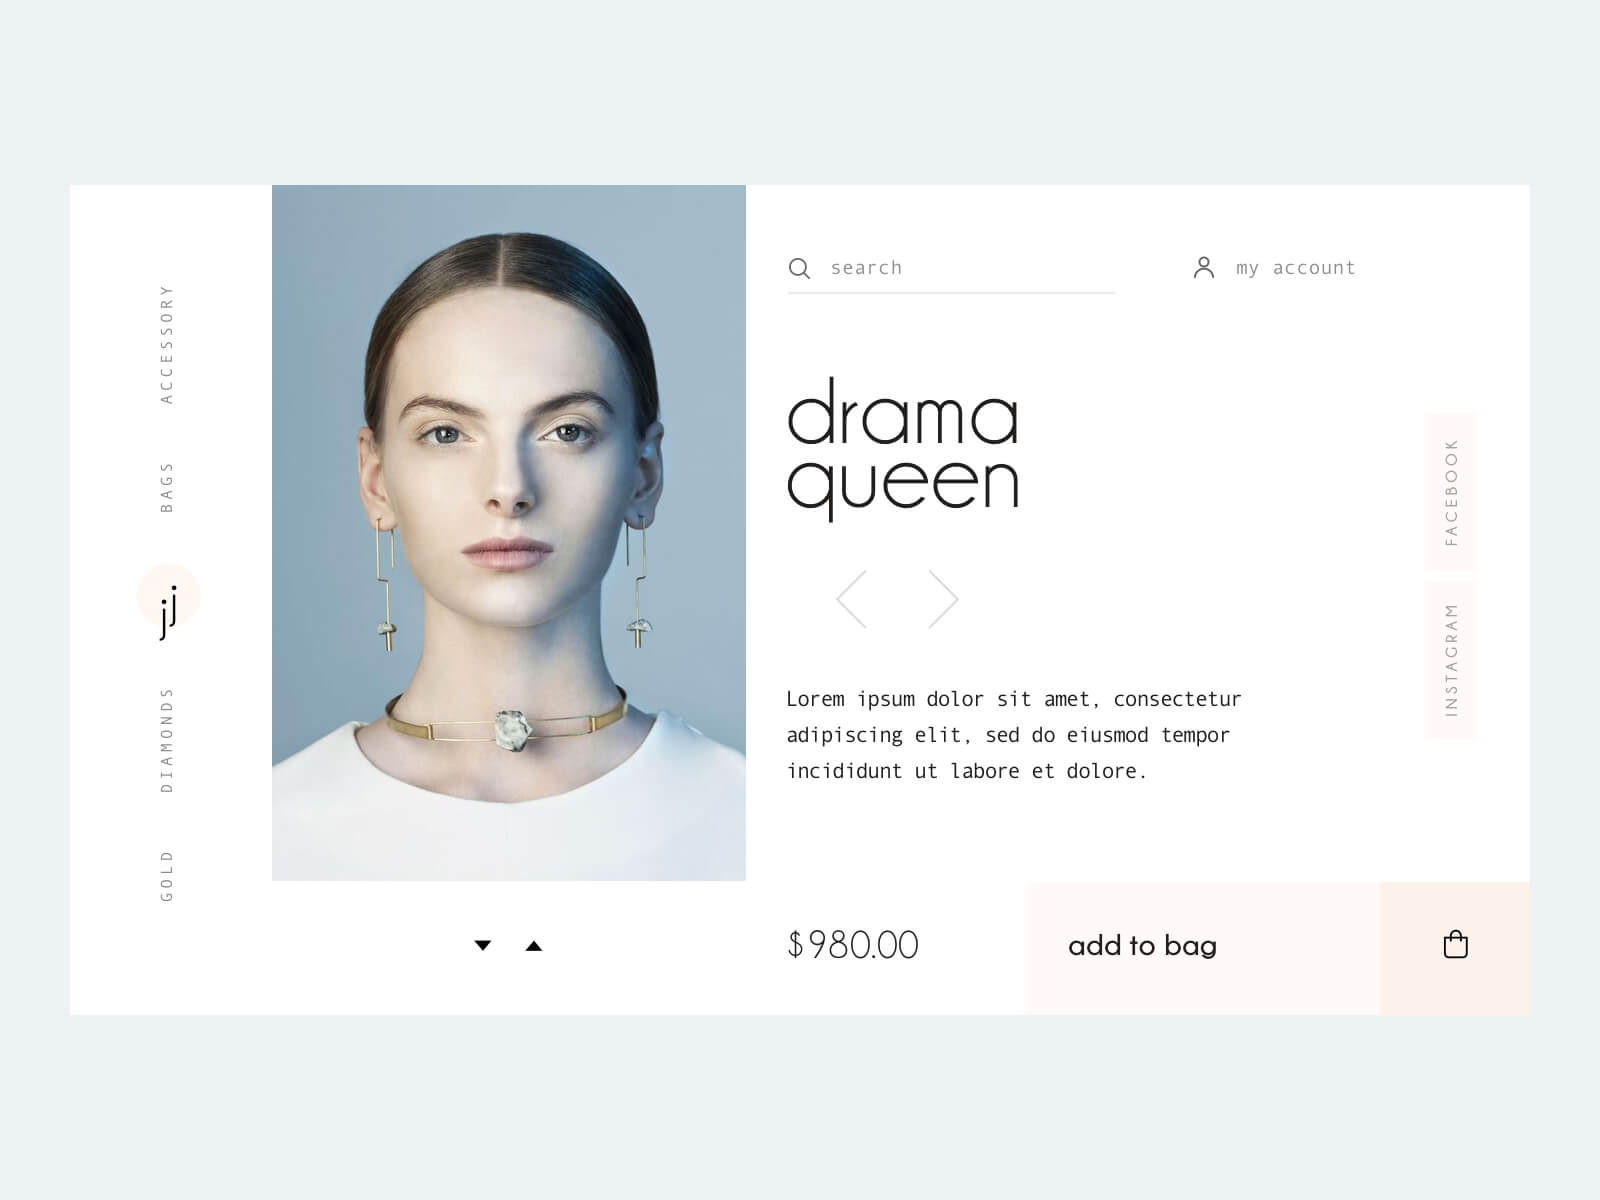 ACCESSORY
BAGS
jj
DIAMONDS
GOLD
search
my account
drama
queen
Lorem ipsum dolor sit amet, consectetur
adipiscing elit, sed do eiusmod tempor
incididunt ut labore et dolore.
FACEBOOK
INSTAGRAM
$980.00
add to bag